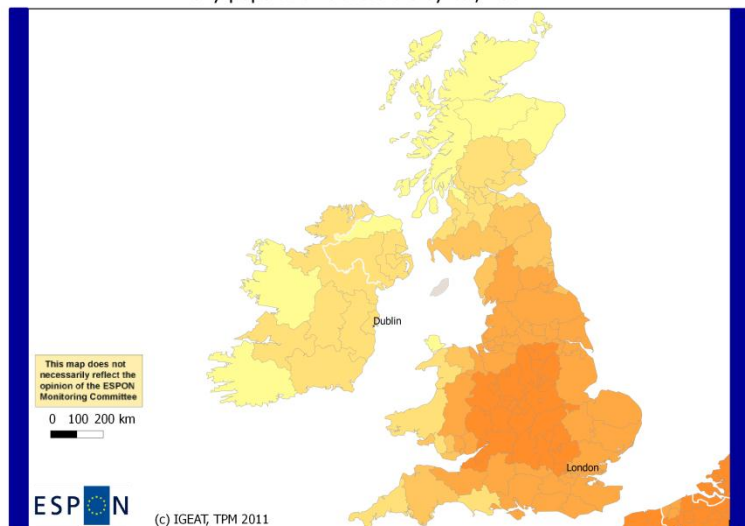 Dublin
This map does not
necessarily reflect the
opinion of the ESPON
Monitoring Committee
0 100 200 km
London
ESPON
(c) IGEAT, TPM 2011